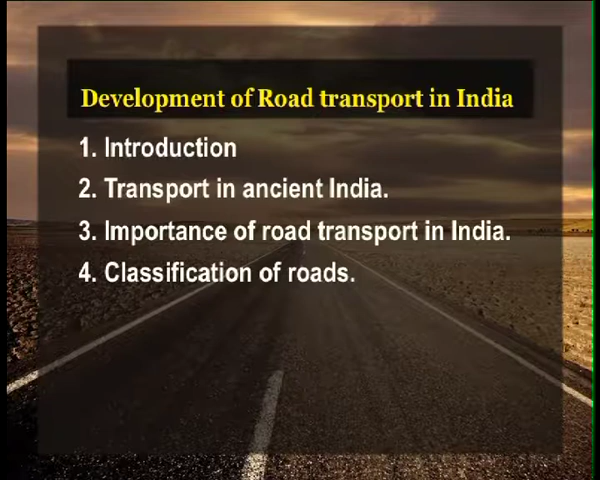 Development of Road transport in India
1. Introduction
2. Transport in ancient India.
3. Importance of road transport in India.
4. Classification of roads.